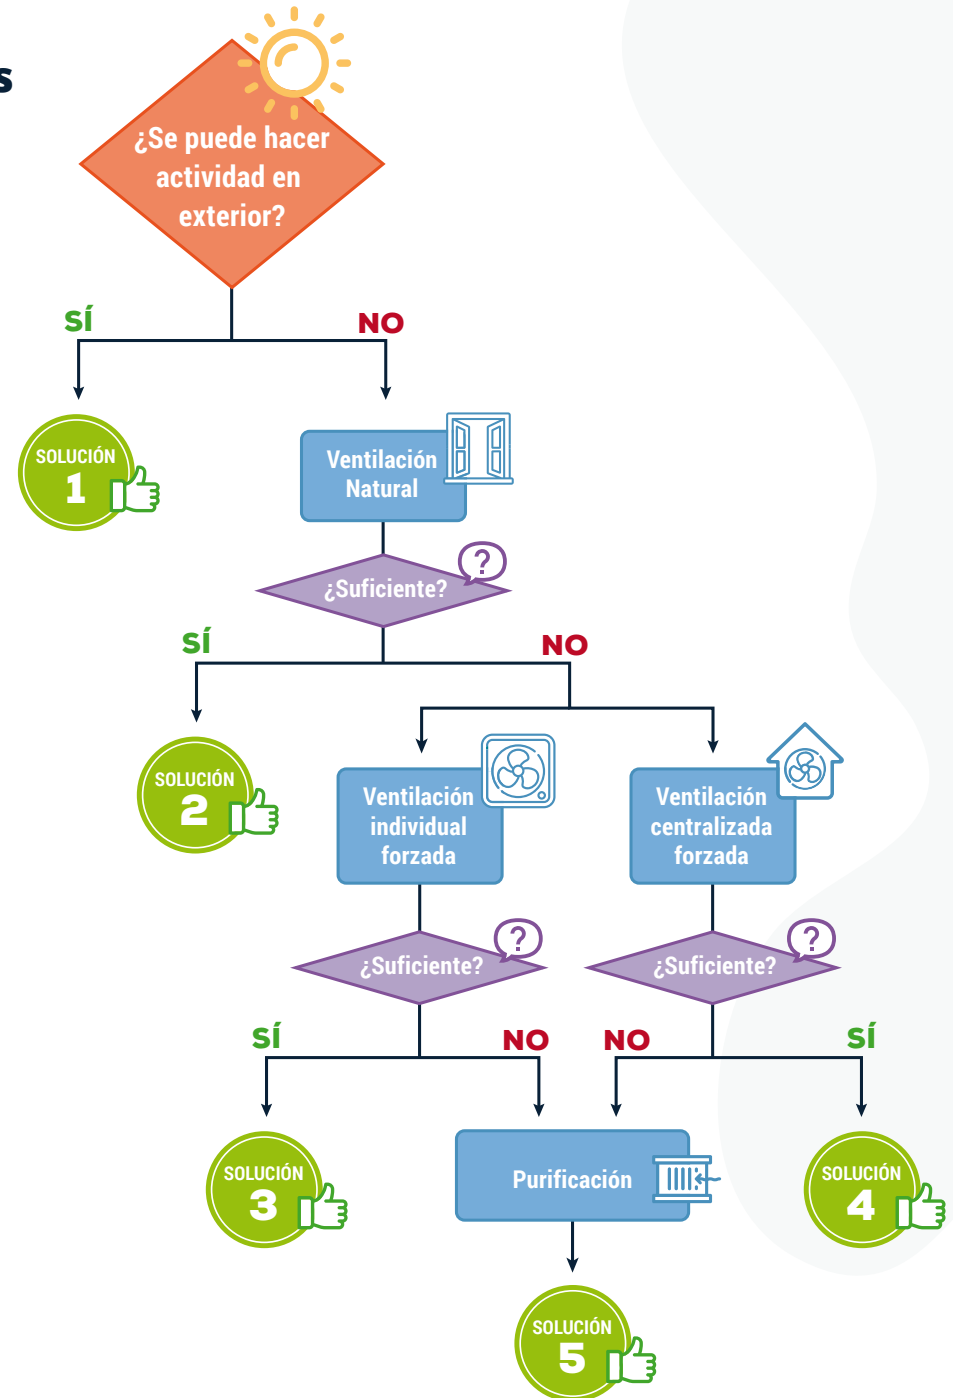 s
¿Se puede hacer
actividad en
exterior?
SÍ
NO
SOLUCIÓN
1
Ventilación
Natural
?
¿Suficiente?
SÍ
NO
SOLUCIÓN
2
Ventilación
individual
forzada
Ventilación
centralizada
forzada
?
¿Suficiente?
?
¿Suficiente?
SÍ
NO
NO
SÍ
SOLUCIÓN
3
Purificación
SOLUCIÓN
4
SOLUCIÓN
5